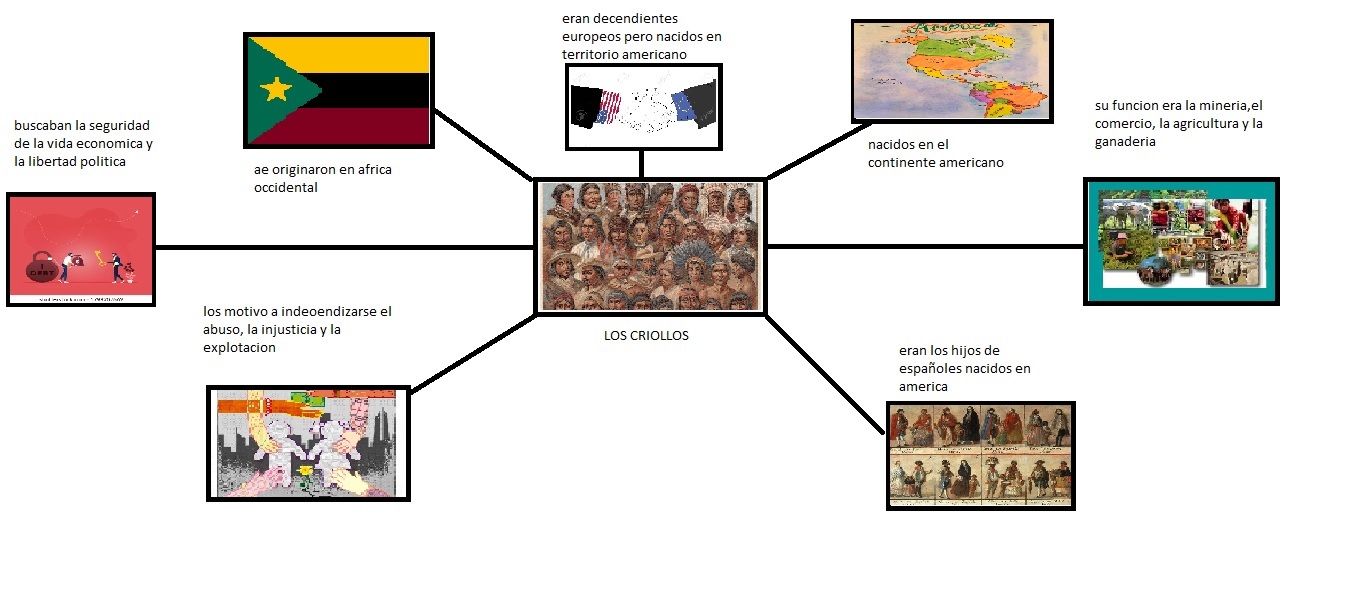 eran decendientes
europeos pero nacidos en
territorio americano
America
su funcion era la mineria,el
comercio, la agricultura y la
ganaderia
buscaban la seguridad
de la vida economica y
la libertad politica
nacidos en el
continente americano
ae originaron en africa
occidental
DEBT
los motivo a indeoendizarse el
abuso, la injusticia y la
explotacion
LOS CRIOLLOS
eran los hijos de
españoles nacidos en
america